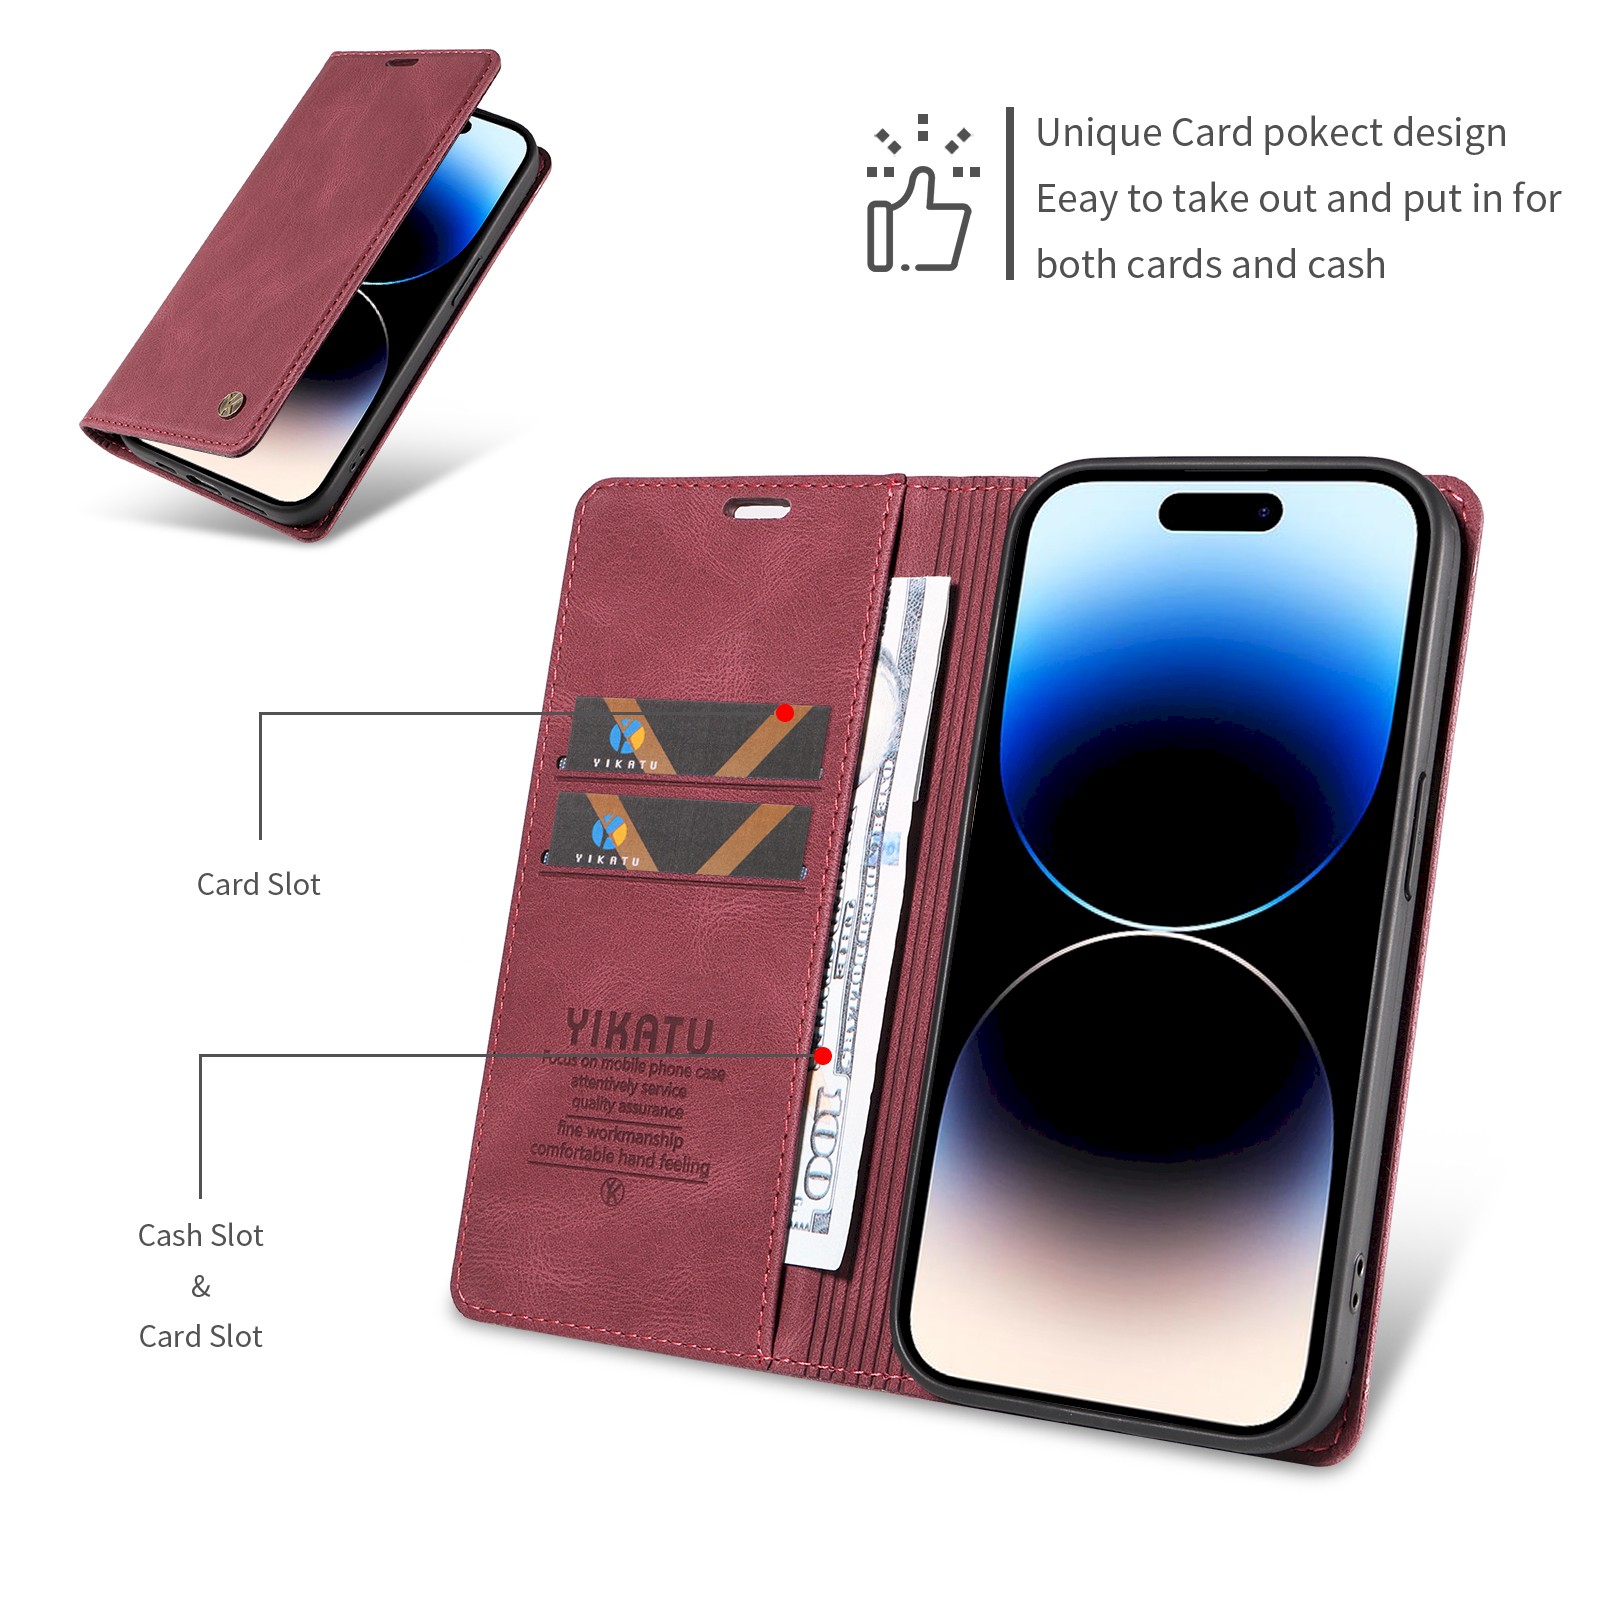 Unique Card pokect design
Eeay to take out and put in for
both cards and cash
YIKATU
YIKATU
Card Slot
YIKATU
Focus on mobile phone case
attentively service
quality assurance
fine workmanship
comfortable hand feeling
100
Cash Slot
&
Card Slot